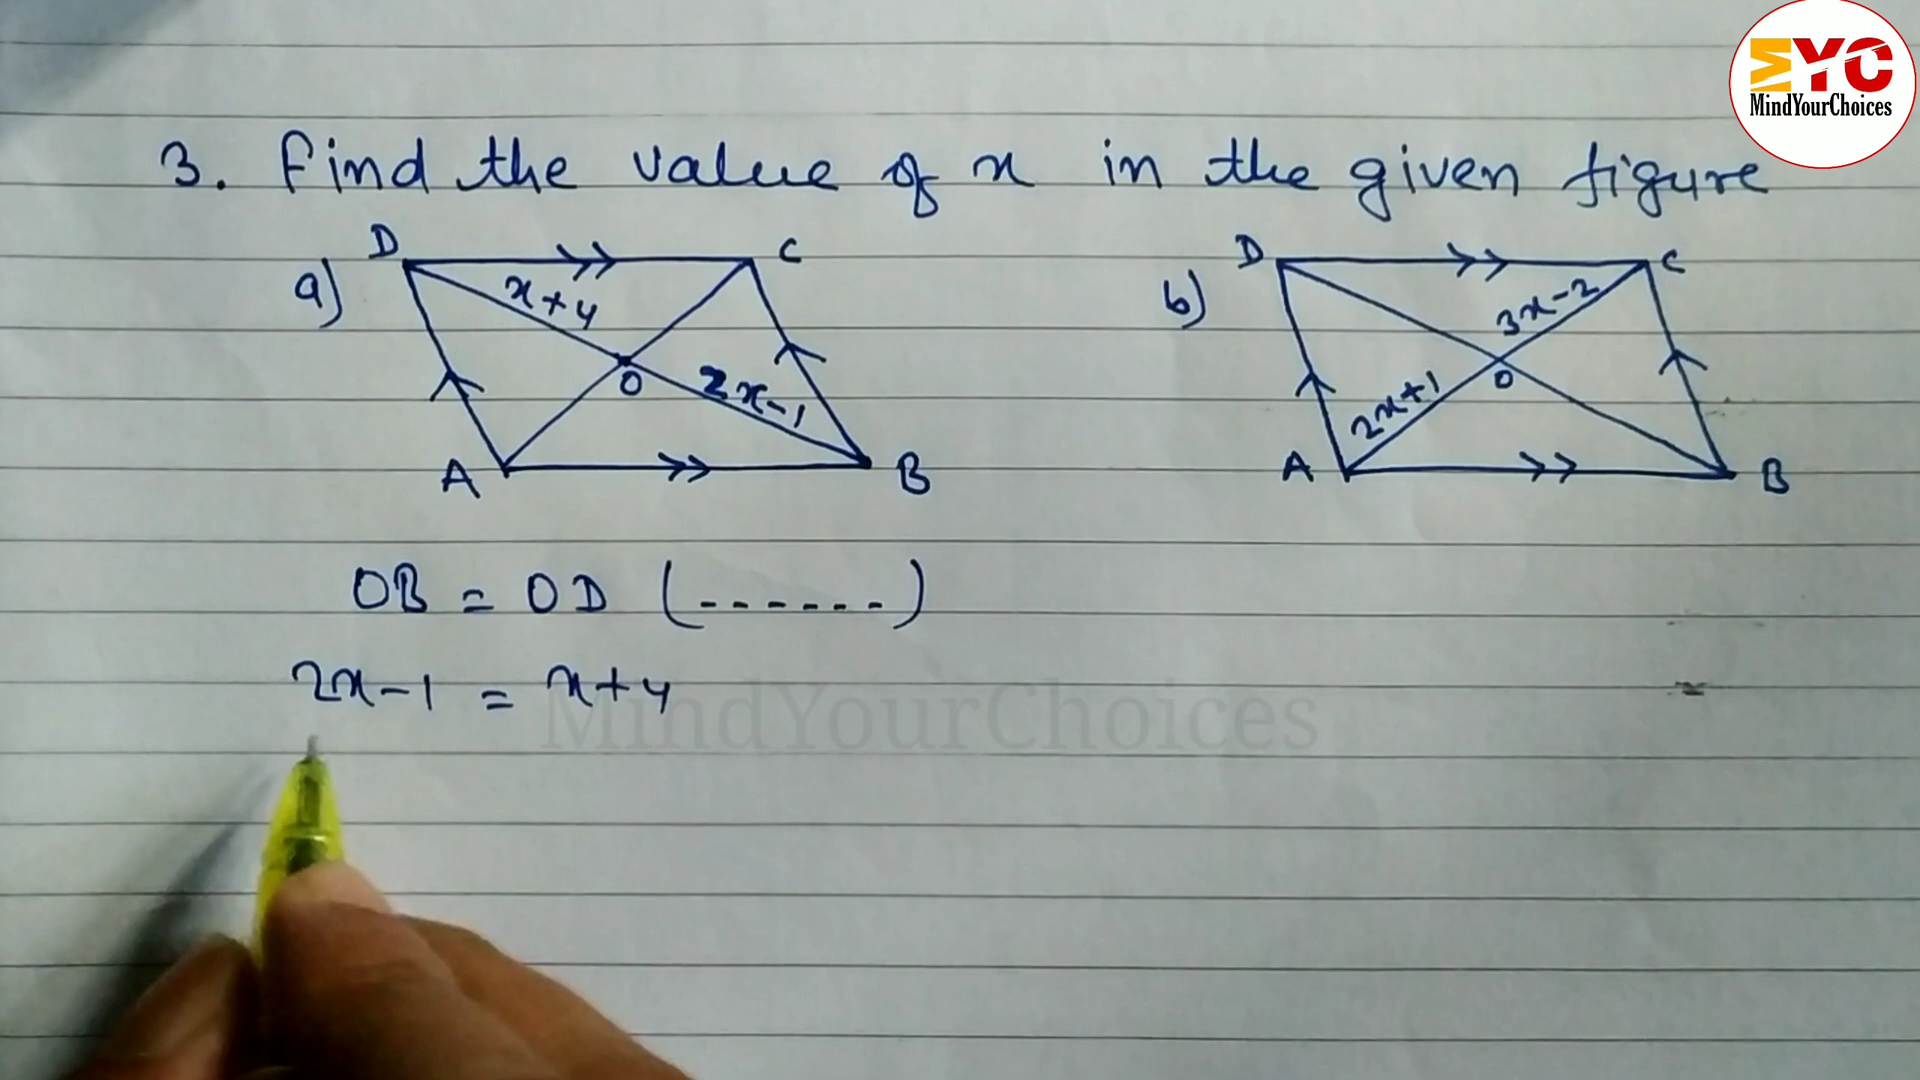 MYC
MindYourChoices
3. Find the value of x in the given figure
a) D C
x+4
O 2x-1
A B
b) D C
3x-2
O
2x+1
A B
OB = OD (------)
2x-1 = x+4
MindYourChoices